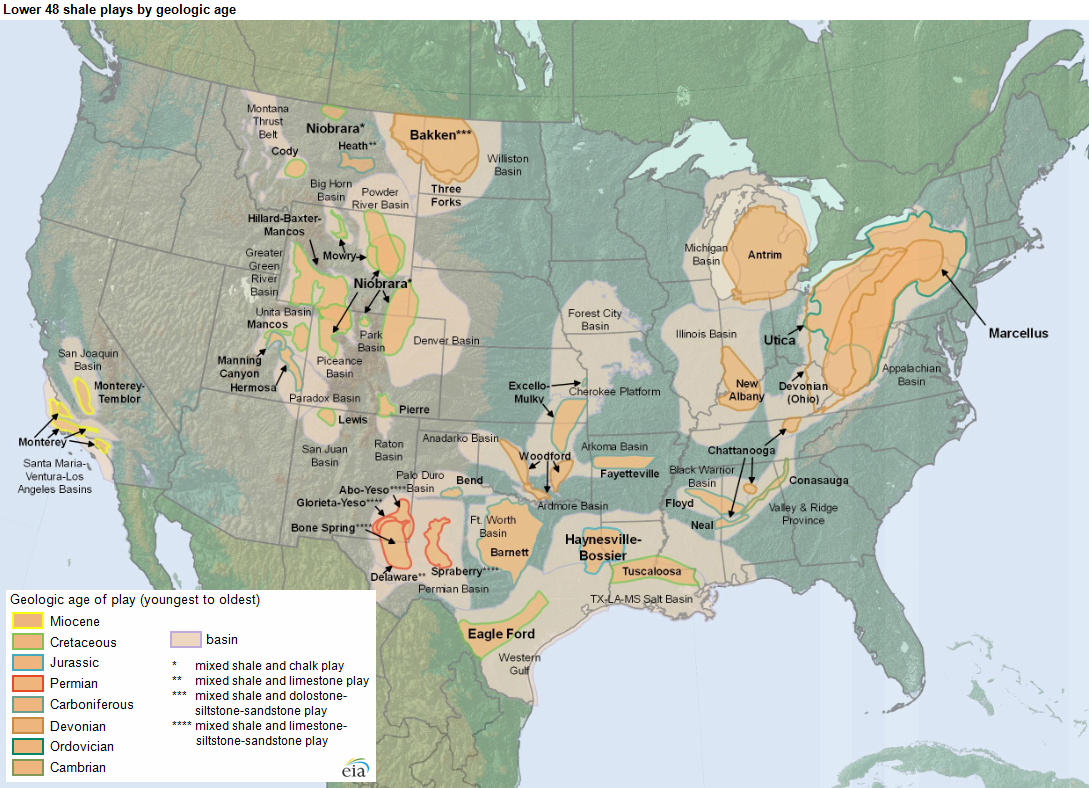 Lower 48 shale plays by geologic age
Montana
Thrust
Belt
Cody
Niobrara*
Heath**
Bakken***
Williston
Basin
Three
Forks
Big Horn
Basin
Powder
River Basin
Hillard-Baxter-
Mancos
Mowry
Greater
Green
River
Basin
Niobrara*
Uinta Basin
Mancos
Park
Basin
Denver Basin
Manning
Canyon
Hermosa
Piceance
Basin
Paradox Basin
Lewis
Pierre
San Juan
Basin
Raton
Basin
San Joaquin
Basin
Monterey-
Temblor
Monterey
Santa Maria-
Ventura-Los
Angeles Basins
Michigan
Basin
Antrim
Forest City
Basin
Illinois Basin
Utica
Marcellus
Appalachian
Basin
Devonian
(Ohio)
New
Albany
Excello-
Mulky
Cherokee Platform
Anadarko Basin
Woodford
Arkoma Basin
Fayetteville
Chattanooga
Black Warrior
Basin
Conasauga
Floyd
Neal
Valley & Ridge
Province
Palo Duro
Basin
Bend
Ardmore Basin
Abo-Yeso****
Glorieta-Yeso****
Bone Spring****
Delaware**
Spraberry****
Permian Basin
Ft. Worth
Basin
Barnett
Haynesville-
Bossier
Tuscaloosa
TX-LA-MS Salt Basin
Eagle Ford
Western
Gulf
Geologic age of play (youngest to oldest)
Miocene
Cretaceous
Jurassic
Permian
Carboniferous
Devonian
Ordovician
Cambrian
basin
* mixed shale and chalk play
** mixed shale and limestone play
*** mixed shale and dolostone-
siltstone-sandstone play
**** mixed shale and limestone-
siltstone-sandstone play
eia